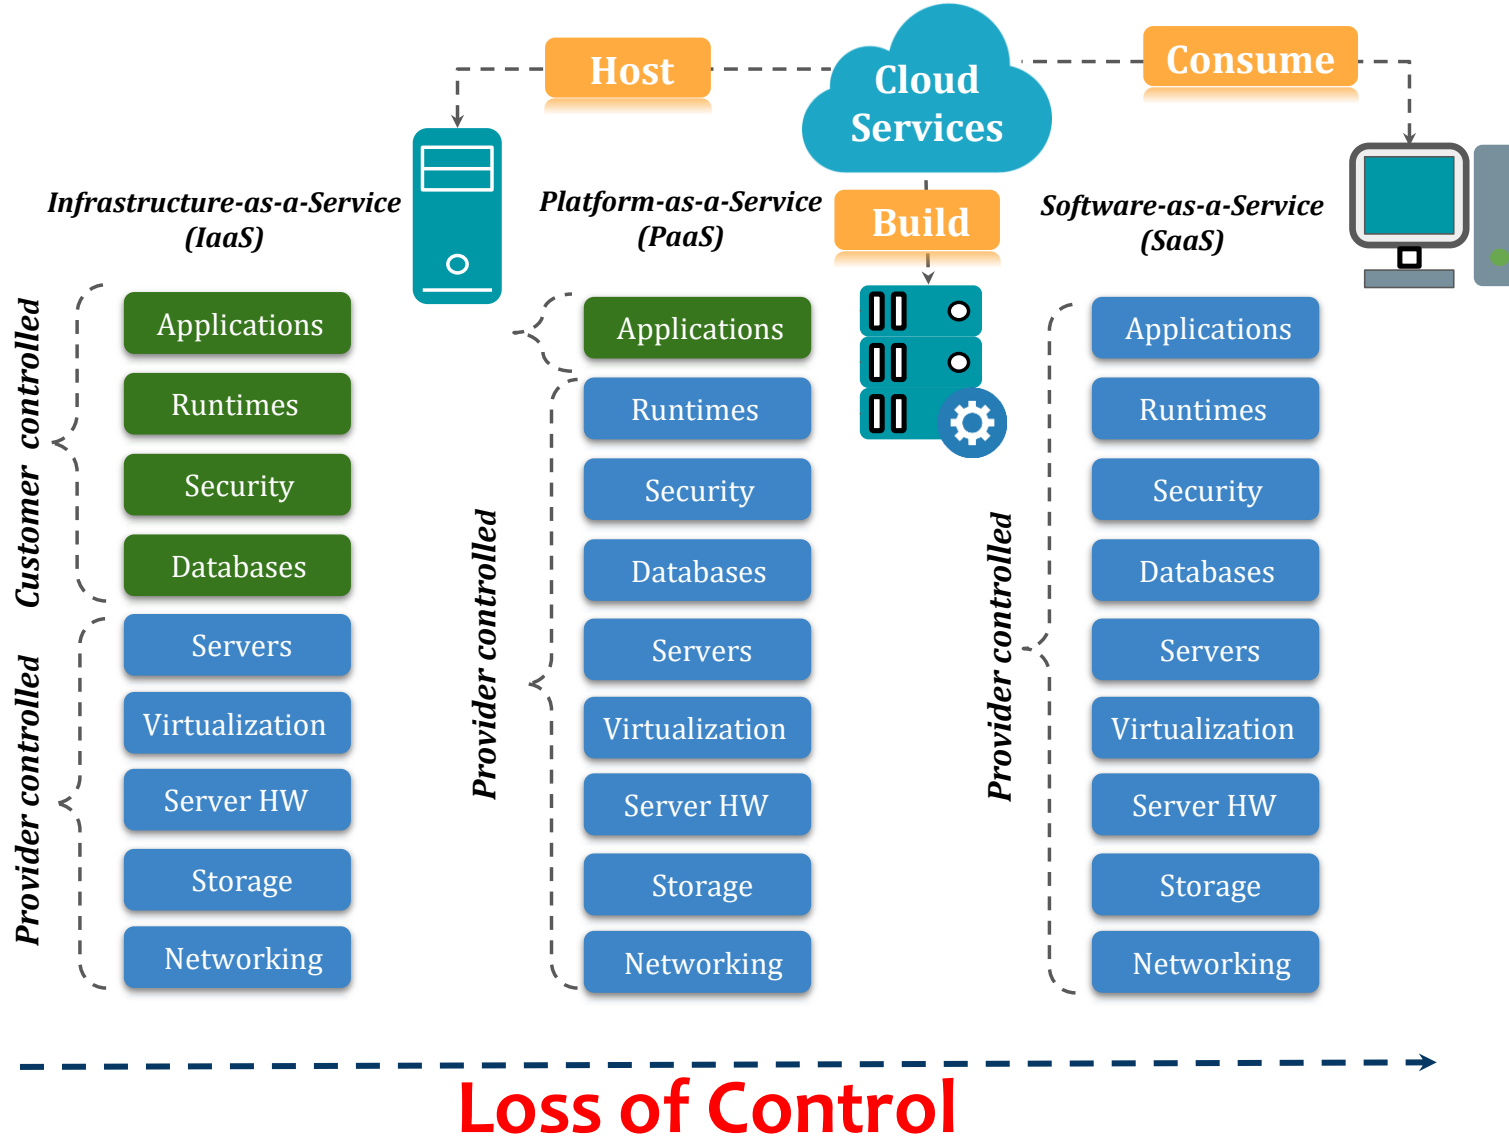 Host
Cloud
Services
Consume
Build
Infrastructure-as-a-Service
(IaaS)
Platform-as-a-Service
(PaaS)
Software-as-a-Service
(SaaS)
Customer controlled
Provider controlled
Applications
Runtimes
Security
Databases
Servers
Virtualization
Server HW
Storage
Networking
Provider controlled
Applications
Runtimes
Security
Databases
Servers
Virtualization
Server HW
Storage
Networking
Provider controlled
Applications
Runtimes
Security
Databases
Servers
Virtualization
Server HW
Storage
Networking
Loss of Control